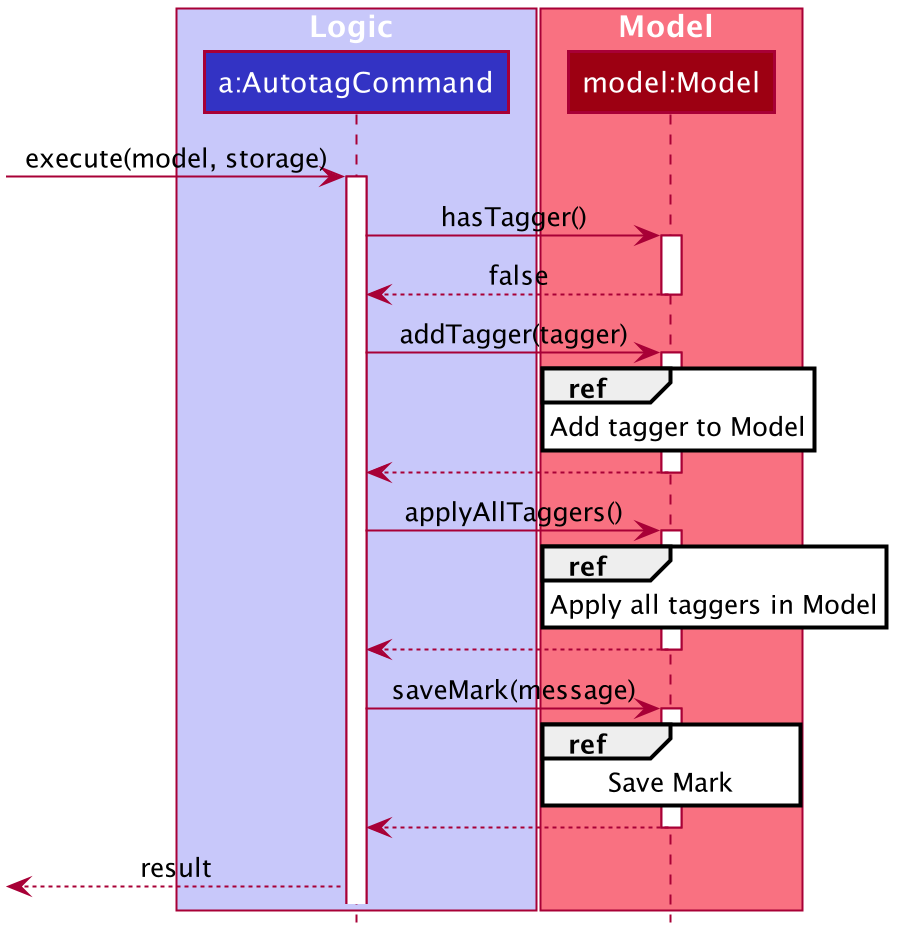 Logic
Model
a:AutotagCommand
model:Model
execute(model, storage)
hasTagger()
false
addTagger(tagger)
ref
Add tagger to Model
applyAllTaggers()
ref
Apply all taggers in Model
saveMark(message)
ref
Save Mark
result